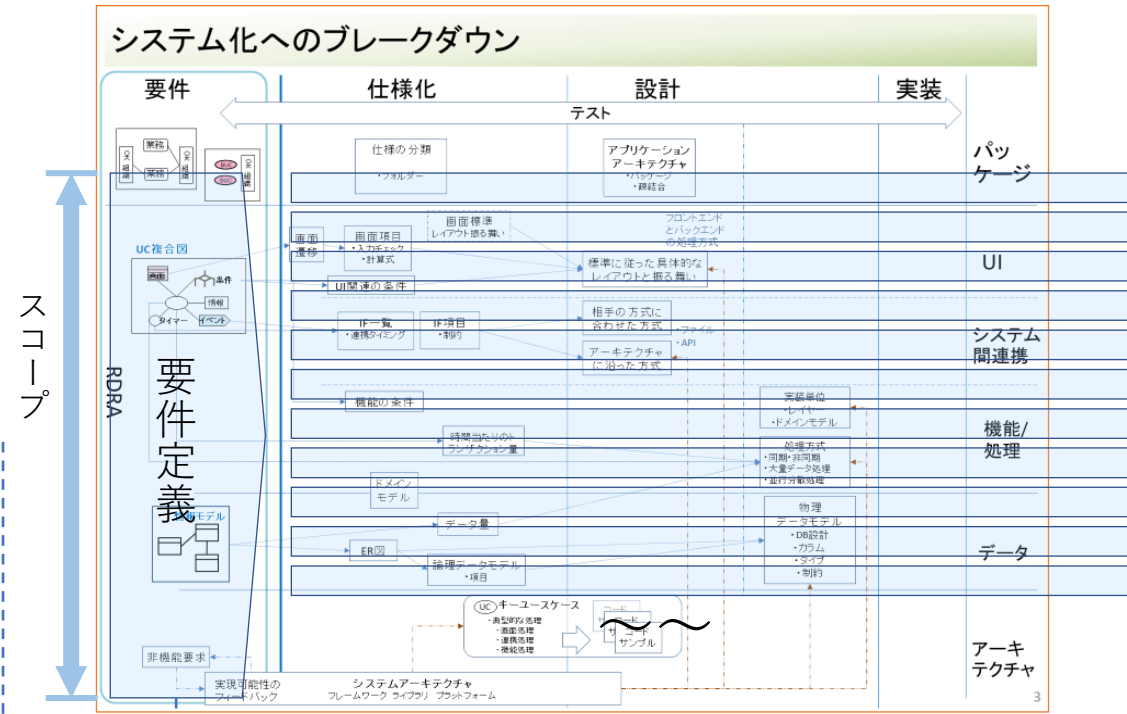 システム化へのブレークダウン
要件
仕様化
設計
実装
テスト
業務
業務
組織
組織
BUC
BUC
組織
仕様の分類
・フォルダー
アプリケーション
アーキテクチャ
・パッケージ
・疎結合
パッ
ケージ
スコープ
RDRA
要件定義
UC複合図
画面
条件
情報
タイマー
イベント
画面
遷移
画面項目
・入力チェック
・計算式
画面標準
レイアウト振る舞い
UI関連の条件
フロントエンド
とバックエンド
の処理方式
標準に従った具体的な
レイアウトと振る舞い
UI
IF一覧
・連携タイミング
IF項目
・制約
相手の方式に
合わせた方式
・ファイル
・API
アーキテクチャ
に沿った方式
システム
間連携
機能の条件
時間当たりのト
ランザクション量
実装単位
・レイヤー
・ドメインモデル
処理方式
・同期・非同期
・大量データ処理
・並行分散処理
機能/
処理
ドメイン
モデル
情報モデル
データ量
ER図
論理データモデル
・項目
物理
データモデル
・DB設計
・カラム
・タイプ
・制約
データ
UC
キーユースケース
・典型的な処理
・画面処理
・連携処理
・機能処理
コード
コード
コード
サンプル
非機能要求
実現可能性の
フィードバック
システムアーキテクチャ
フレームワーク ライブラリ プラットフォーム
アーキ
テクチャ
3